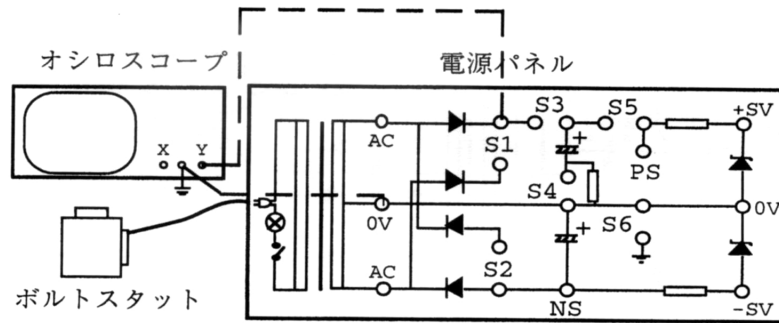 オシロスコープ
電源パネル
X Y
AC
S1
S3
S5
+SV
+
PS
0V
S4
S6
0V
+
AC
S2
NS
-SV
ボルトスタット